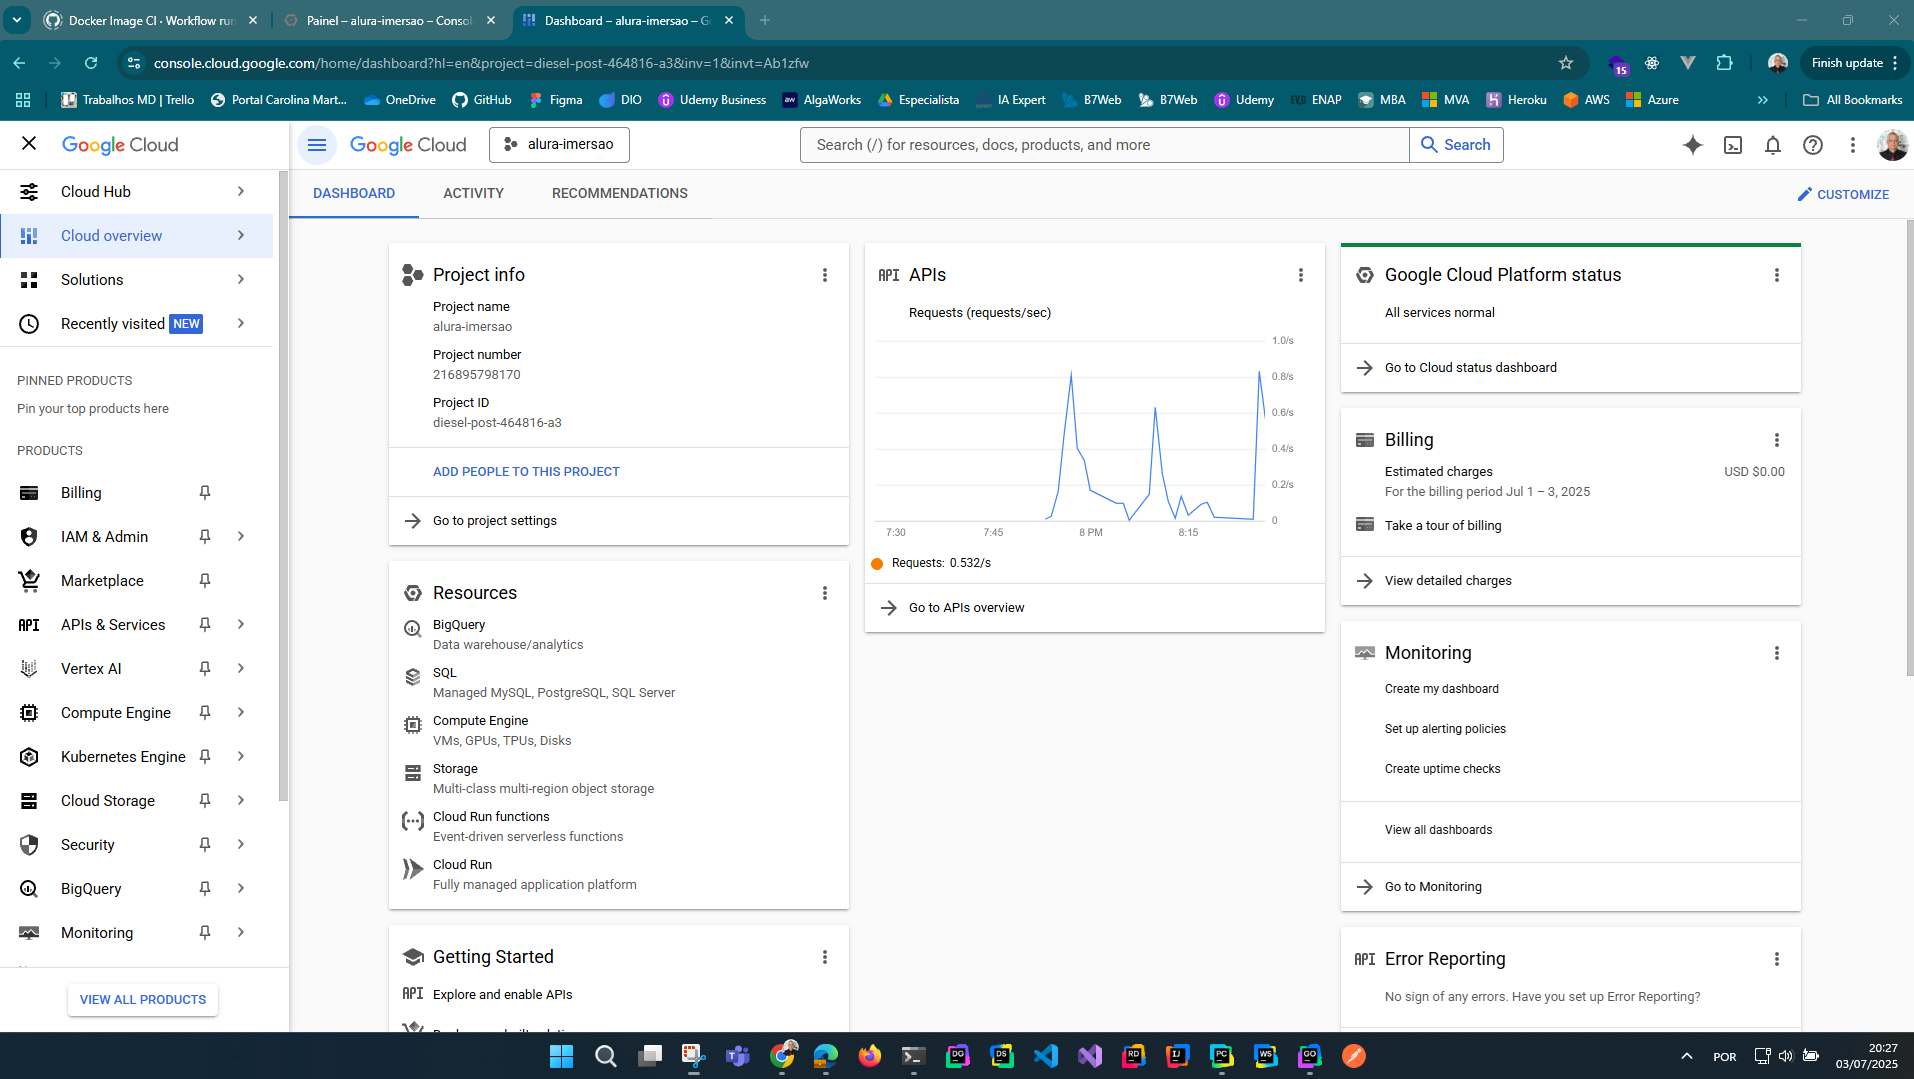 Docker Image CI · Workflow run
Painel – alura-imersao – Consol
Dashboard – alura-imersao – Go
console.cloud.google.com/home/dashboard?hl=en&project=diesel-post-464816-a3&inv=1&invt=Ab1zfw
15
Finish update
Trabalhos MD | Trello
Portal Carolina Mart...
OneDrive
GitHub
Figma
DIO
Udemy Business
AlgaWorks
Especialista
IA Expert
B7Web
B7Web
Udemy
ENAP
MBA
MVA
Heroku
AWS
Azure
All Bookmarks
Google Cloud
Google Cloud
alura-imersao
Search (/) for resources, docs, products, and more
Search
Cloud Hub
Cloud overview
Solutions
Recently visited NEW
PINNED PRODUCTS
Pin your top products here
PRODUCTS
Billing
IAM & Admin
Marketplace
API APIs & Services
Vertex AI
Compute Engine
Kubernetes Engine
Cloud Storage
Security
BigQuery
Monitoring
VIEW ALL PRODUCTS
DASHBOARD
ACTIVITY
RECOMMENDATIONS
CUSTOMIZE
Project info
Project name
alura-imersao
Project number
216895798170
Project ID
diesel-post-464816-a3
ADD PEOPLE TO THIS PROJECT
Go to project settings
Resources
BigQuery
Data warehouse/analytics
SQL
Managed MySQL, PostgreSQL, SQL Server
Compute Engine
VMs, GPUs, TPUs, Disks
Storage
Multi-class multi-region object storage
Cloud Run functions
Event-driven serverless functions
Cloud Run
Fully managed application platform
Getting Started
API Explore and enable APIs
API APIs
Requests (requests/sec)
1.0/s
0.8/s
0.6/s
0.4/s
0.2/s
0
7:30
7:45
8 PM
8:15
Requests: 0.532/s
Go to APIs overview
Google Cloud Platform status
All services normal
Go to Cloud status dashboard
Billing
Estimated charges
USD $0.00
For the billing period Jul 1 – 3, 2025
Take a tour of billing
View detailed charges
Monitoring
Create my dashboard
Set up alerting policies
Create uptime checks
View all dashboards
Go to Monitoring
API Error Reporting
No sign of any errors. Have you set up Error Reporting?
DG
DS
RD
IJ
PC
WS
GO
POR
20:27
03/07/2025